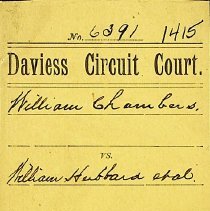 No. 6391 1415
Daviess Circuit Court.
William Chambers,
VS.
William Hubbard et al.